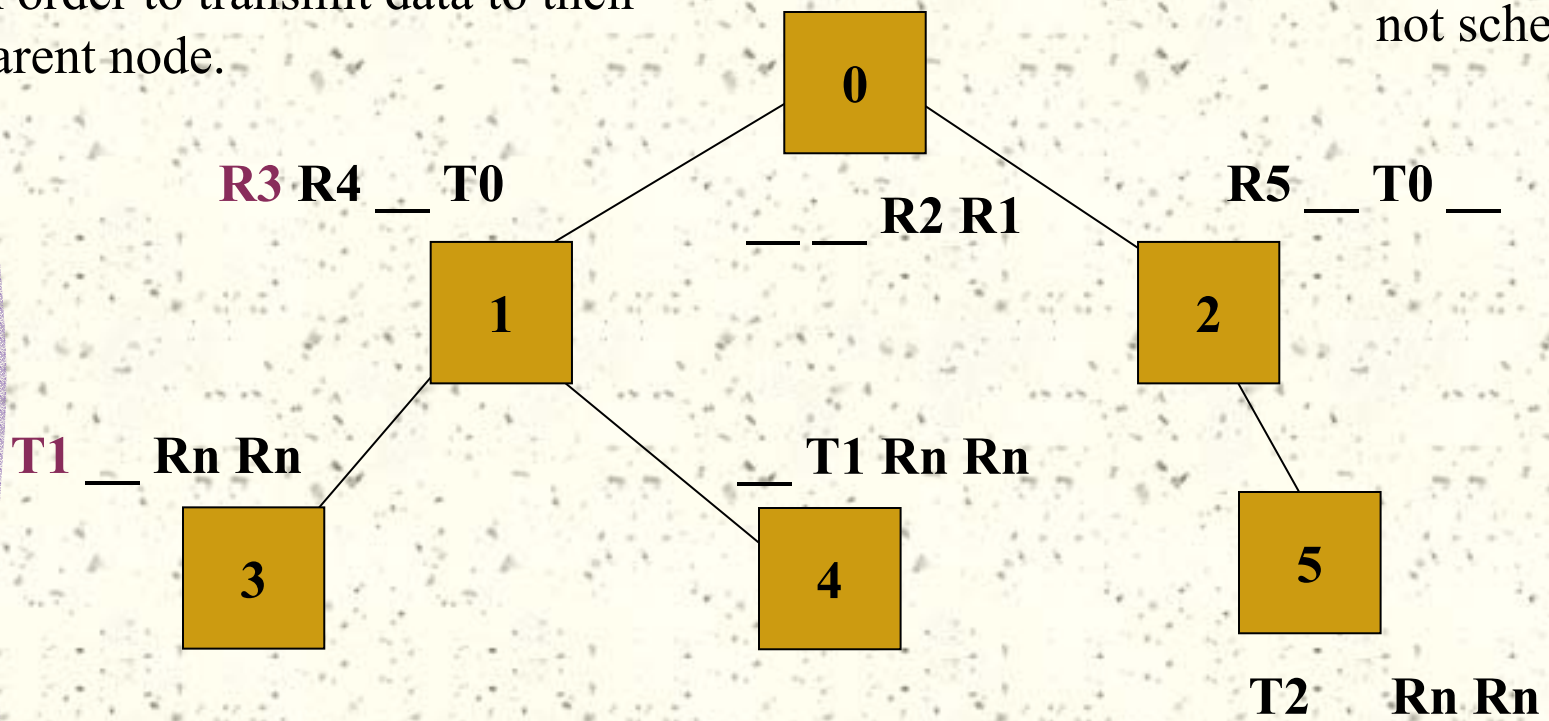 order to transmit data to their
arent node.
not sche
0
R3 R4 __ T0
R5 __ T0 __
__ __ R2 R1
1
2
T1 __ Rn Rn
__ T1 Rn Rn
3
4
5
T2 Rn Rn